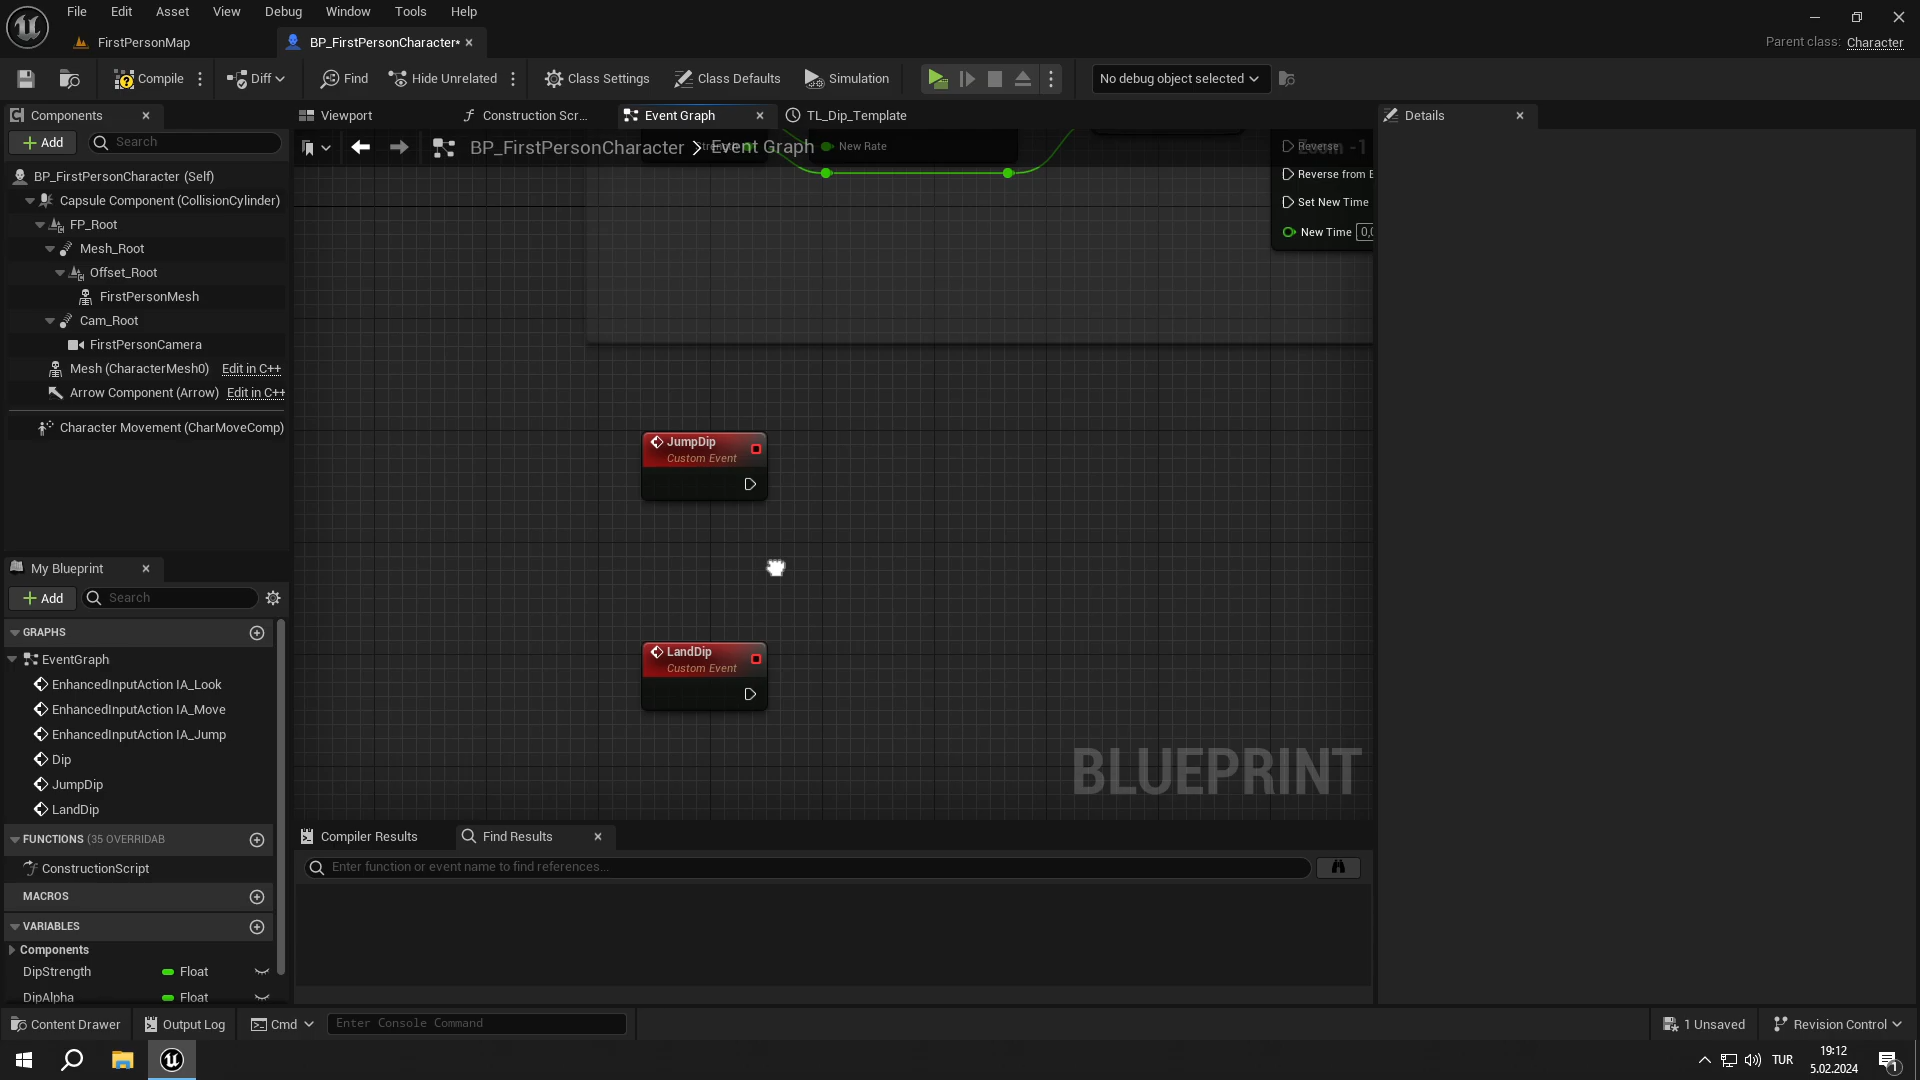 File Edit Asset View Debug Window Tools Help
FirstPersonMap
BP_FirstPersonCharacter*
Parent class: Character
Compile
Diff
Find
Hide Unrelated
Class Settings
Class Defaults
Simulation
No debug object selected
Components
Add
Search
BP_FirstPersonCharacter (Self)
Capsule Component (CollisionCylinder)
FP_Root
Mesh_Root
Offset_Root
FirstPersonMesh
Cam_Root
FirstPersonCamera
Mesh (CharacterMesh0) Edit in C++
Arrow Component (Arrow) Edit in C++
Character Movement (CharMoveComp)
My Blueprint
Add
Search
GRAPHS
EventGraph
EnhancedInputAction IA_Look
EnhancedInputAction IA_Move
EnhancedInputAction IA_Jump
Dip
JumpDip
LandDip
FUNCTIONS (35 OVERRIDAB
ConstructionScript
MACROS
VARIABLES
Components
DipStrength Float
DipAlpha Float
Viewport
Construction Scr...
Event Graph
TL_Dip_Template
BP_FirstPersonCharacter > Event Graph
New Rate
Zoom -1
Reverse
Reverse from E
Set New Time
New Time 0,0
JumpDip
Custom Event
LandDip
Custom Event
BLUEPRINT
Compiler Results
Find Results
Enter function or event name to find references...
Details
Content Drawer
Output Log
Cmd
Enter Console Command
1 Unsaved
Revision Control
TUR
19:12
5.02.2024
1